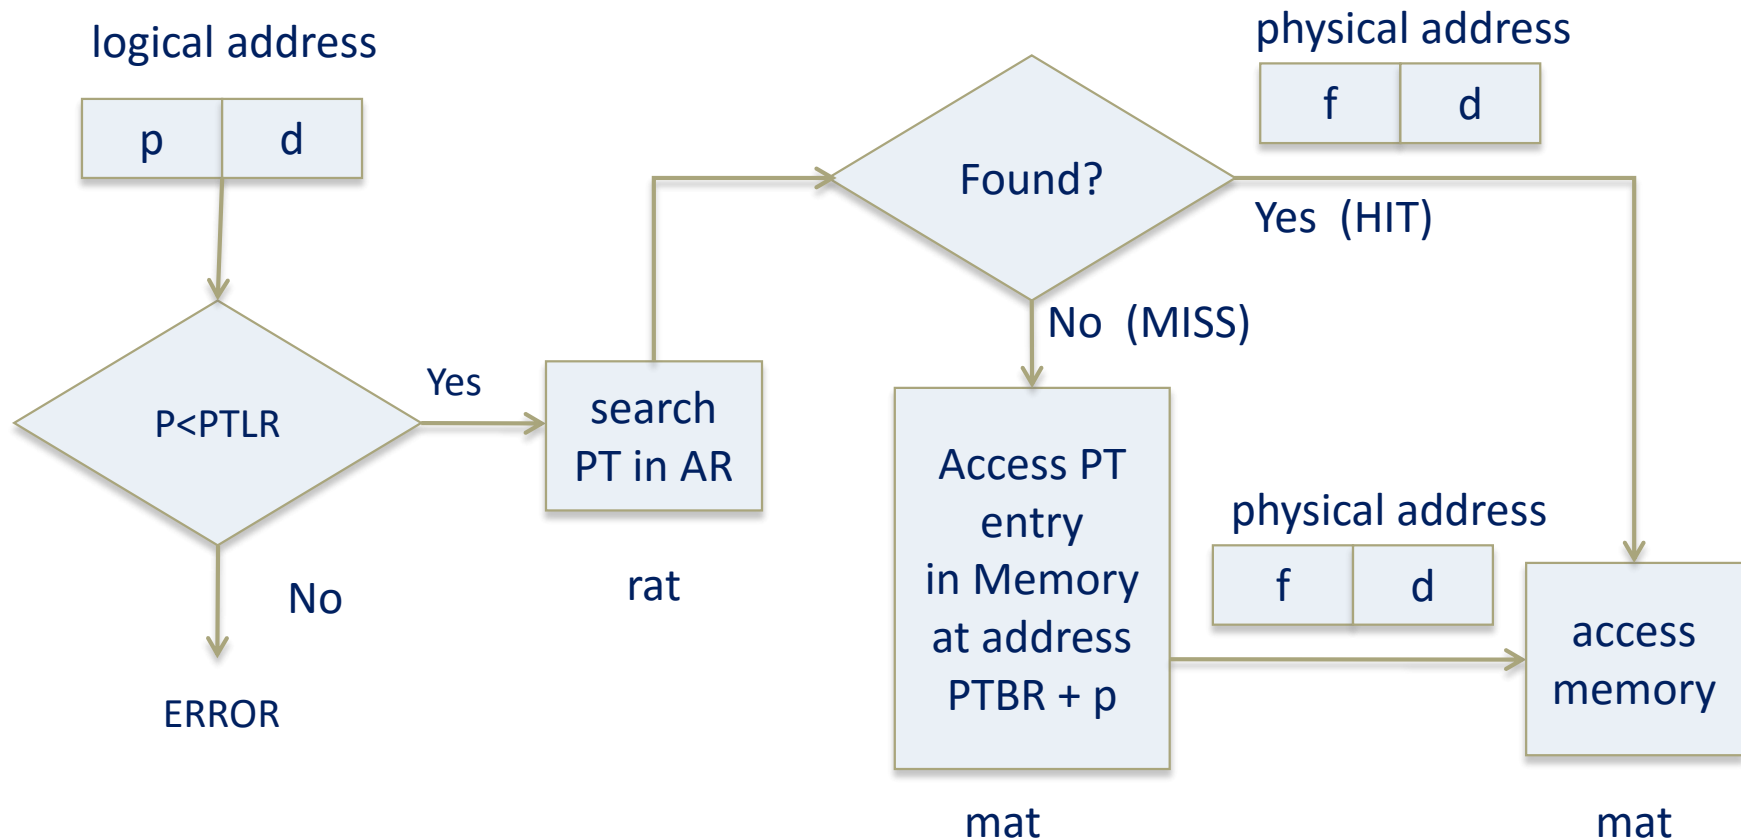 logical address
p d
P<PTLR
Yes
No
ERROR
search
PT in AR
rat
Found?
Yes (HIT)
No (MISS)
physical address
f d
Access PT
entry
in Memory
at address
PTBR + p
mat
physical address
f d
access
memory
mat